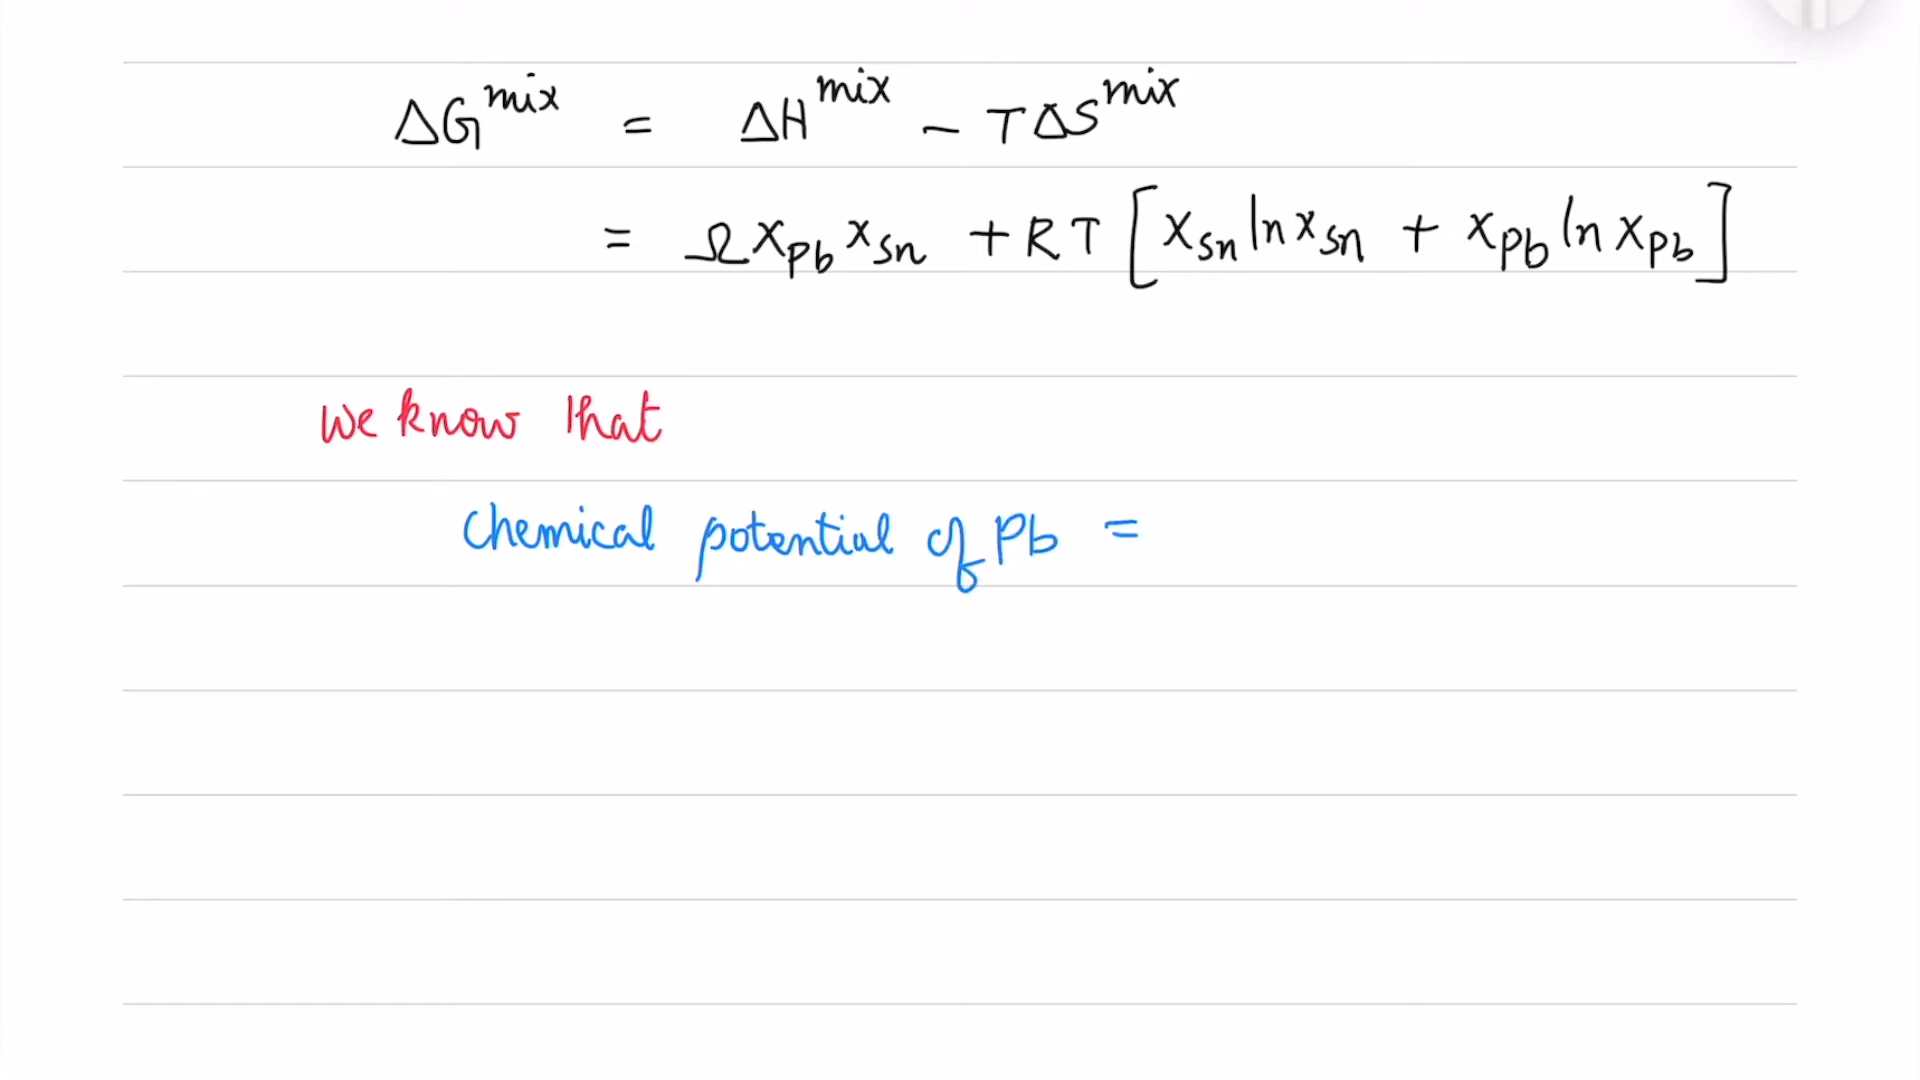 ΔG^mix = ΔH^mix − TΔS^mix
= Ω x_Pb x_Sn + RT [x_Sn ln x_Sn + x_Pb ln x_Pb]
We know that
Chemical potential of Pb =